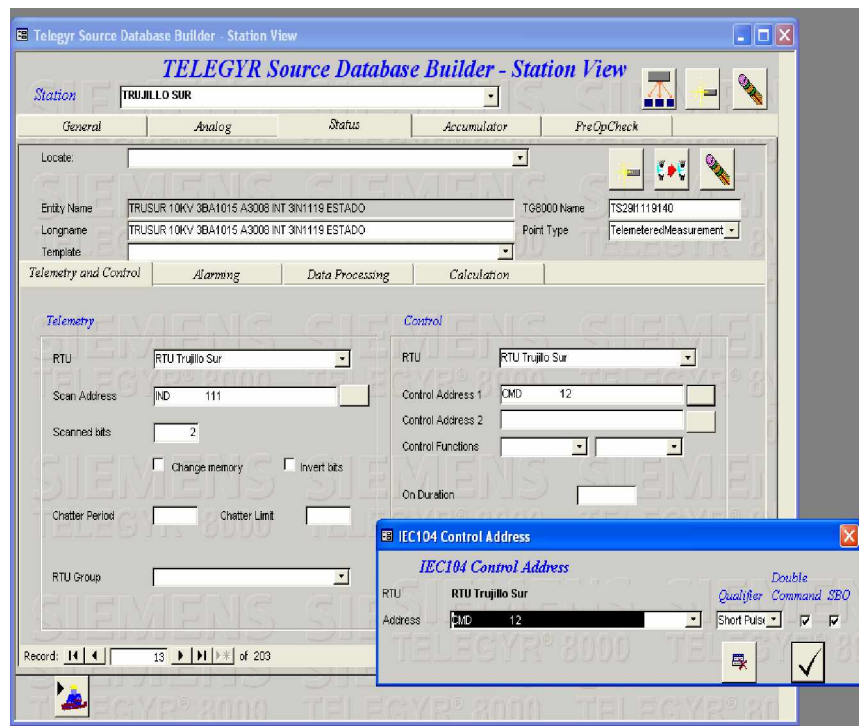 Telegyr Source Database Builder - Station View
TELEGYR Source Database Builder - Station View
Station TRUJILLO SUR
General Analog Status Accumulator PreOpCheck
Locate:
Entity Name TRUSUR 10KV 3BA1015 A3008 INT 3IN1119 ESTADO TG8000 Name TS29I1119140
Longname TRUSUR 10KV 3BA1015 A3008 INT 3IN1119 ESTADO Point Type TelemeteredMeasurement
Template
Telemetry and Control Alarming Data Processing Calculation
Telemetry Control
RTU RTU Trujillo Sur RTU RTU Trujillo Sur
Scan Address IND 111 Control Address 1 CMD 12
Control Address 2
Scanned bits 2
Control Functions
Change memory Invert bits
On Duration
Chatter Period Chatter Limit
RTU Group
IEC104 Control Address
IEC104 Control Address
RTU RTU Trujillo Sur Qualifier Double Command SBO
Address CMD 12 Short Pulse
Record: 13 of 203
SIEMENS
TELEGYR® 8000